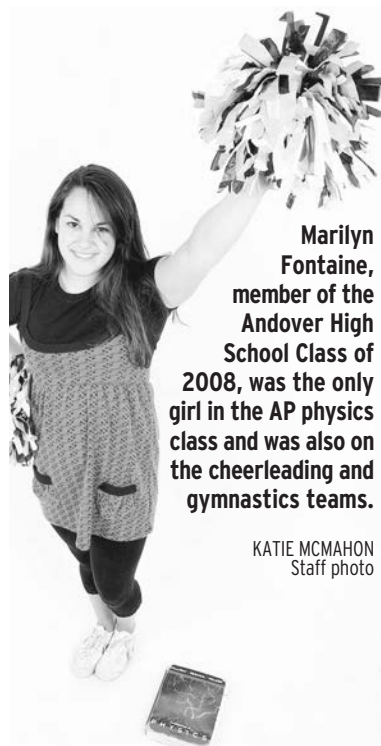 Marilyn
Fontaine,
member of the
Andover High
School Class of
2008, was the only
girl in the AP physics
class and was also on
the cheerleading and
gymnastics teams.
KATIE MCMAHON
Staff photo
PHYSICS